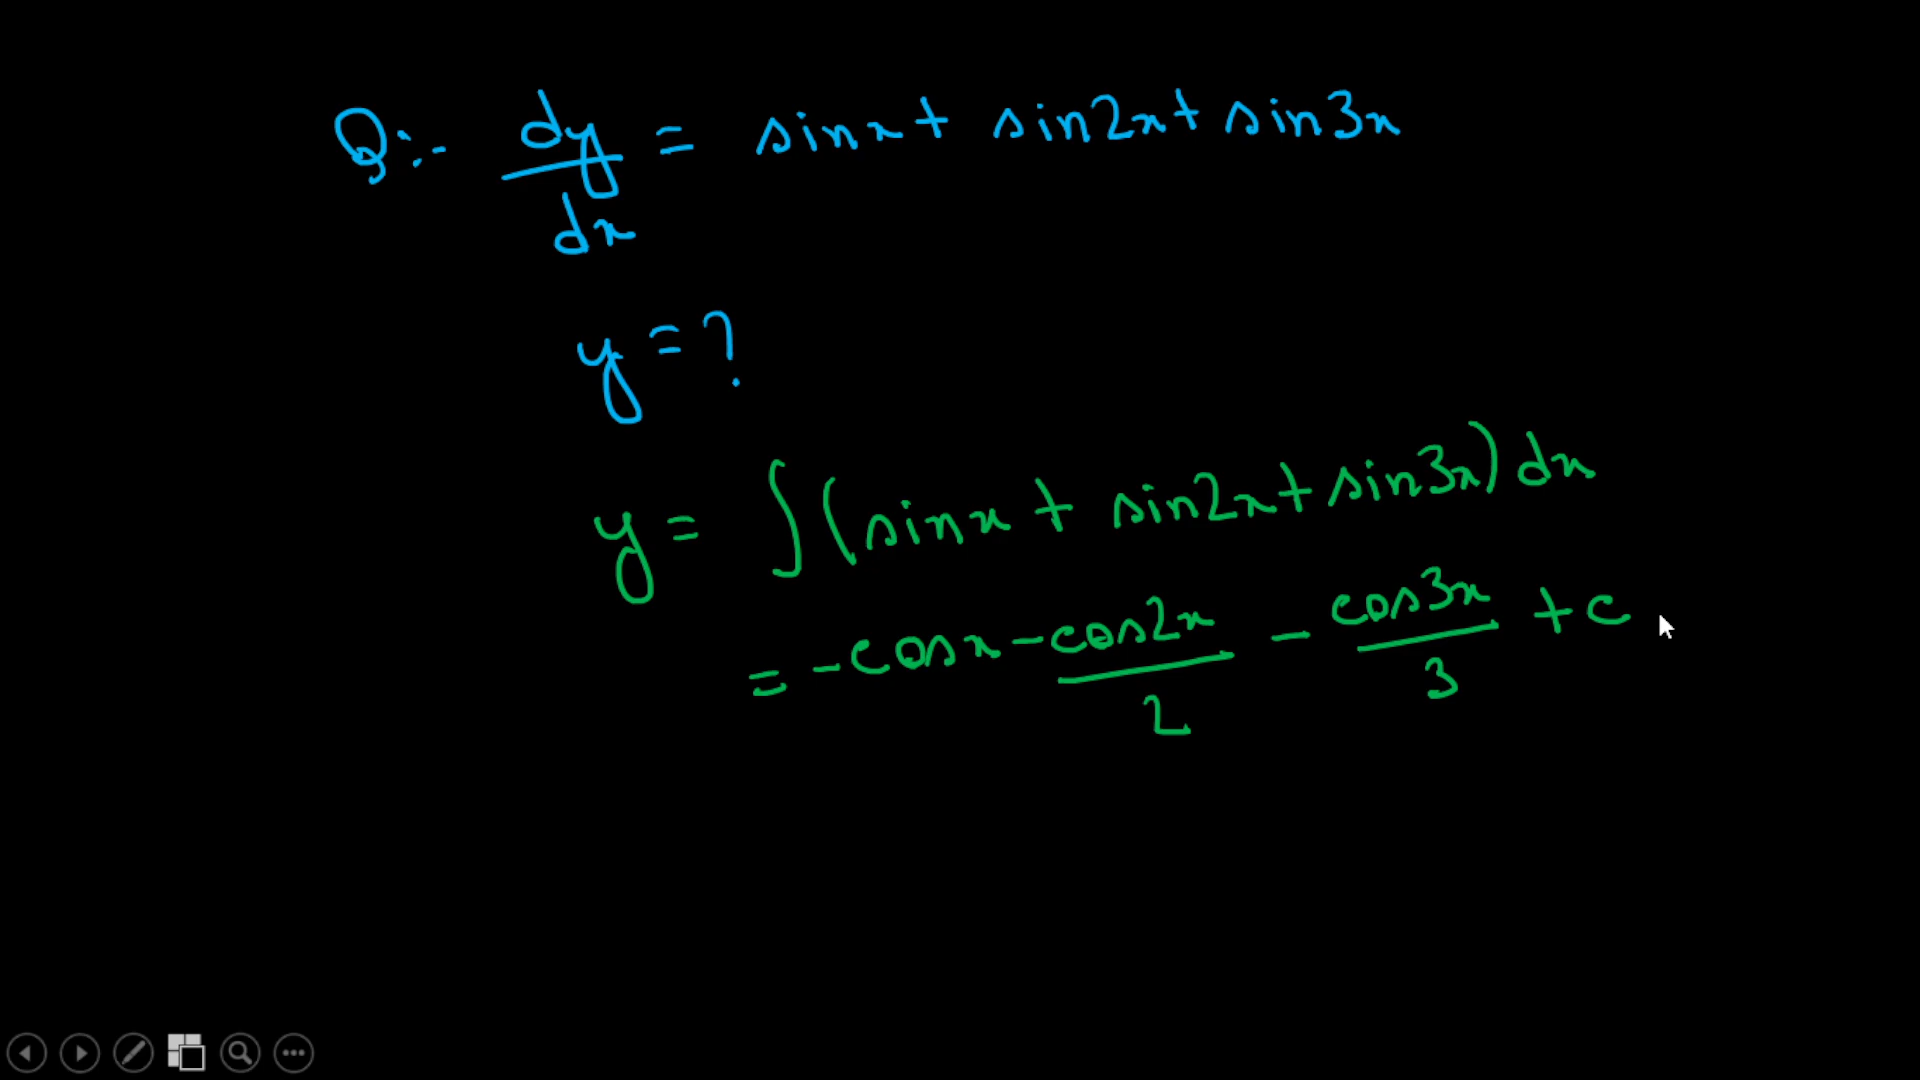 Q:- dy/dx = sinx + sin2x + sin3x
y = ?
y = ∫(sinx + sin2x + sin3x)dx
= -cosx - cos2x/2 - cos3x/3 + c